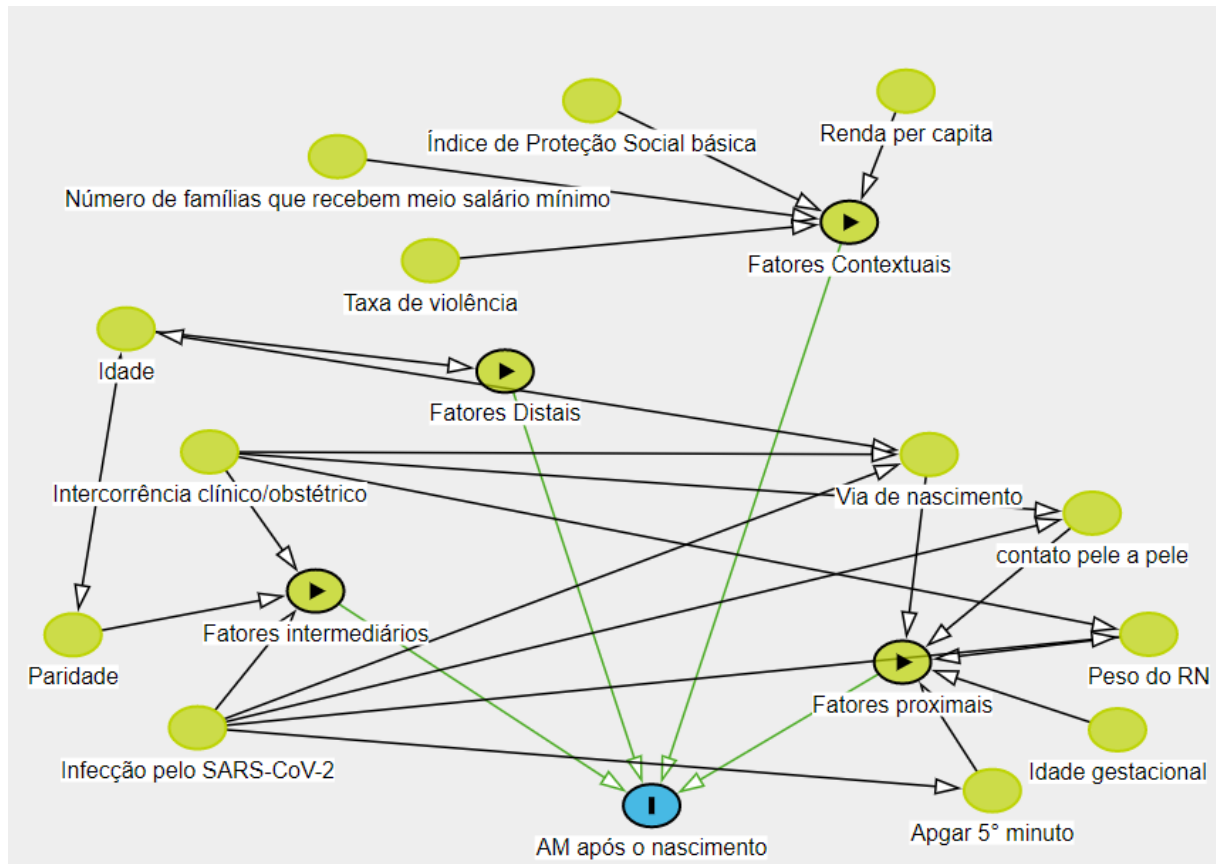 Renda per capita
Índice de Proteção Social básica
Número de famílias que recebem meio salário mínimo
Fatores Contextuais
Taxa de violência
Idade
Fatores Distais
Intercorrência clínico/obstétrico
Via de nascimento
contato pele a pele
Fatores intermediários
Paridade
Peso do RN
Fatores proximais
Infecção pelo SARS-CoV-2
Idade gestacional
Apgar 5° minuto
AM após o nascimento